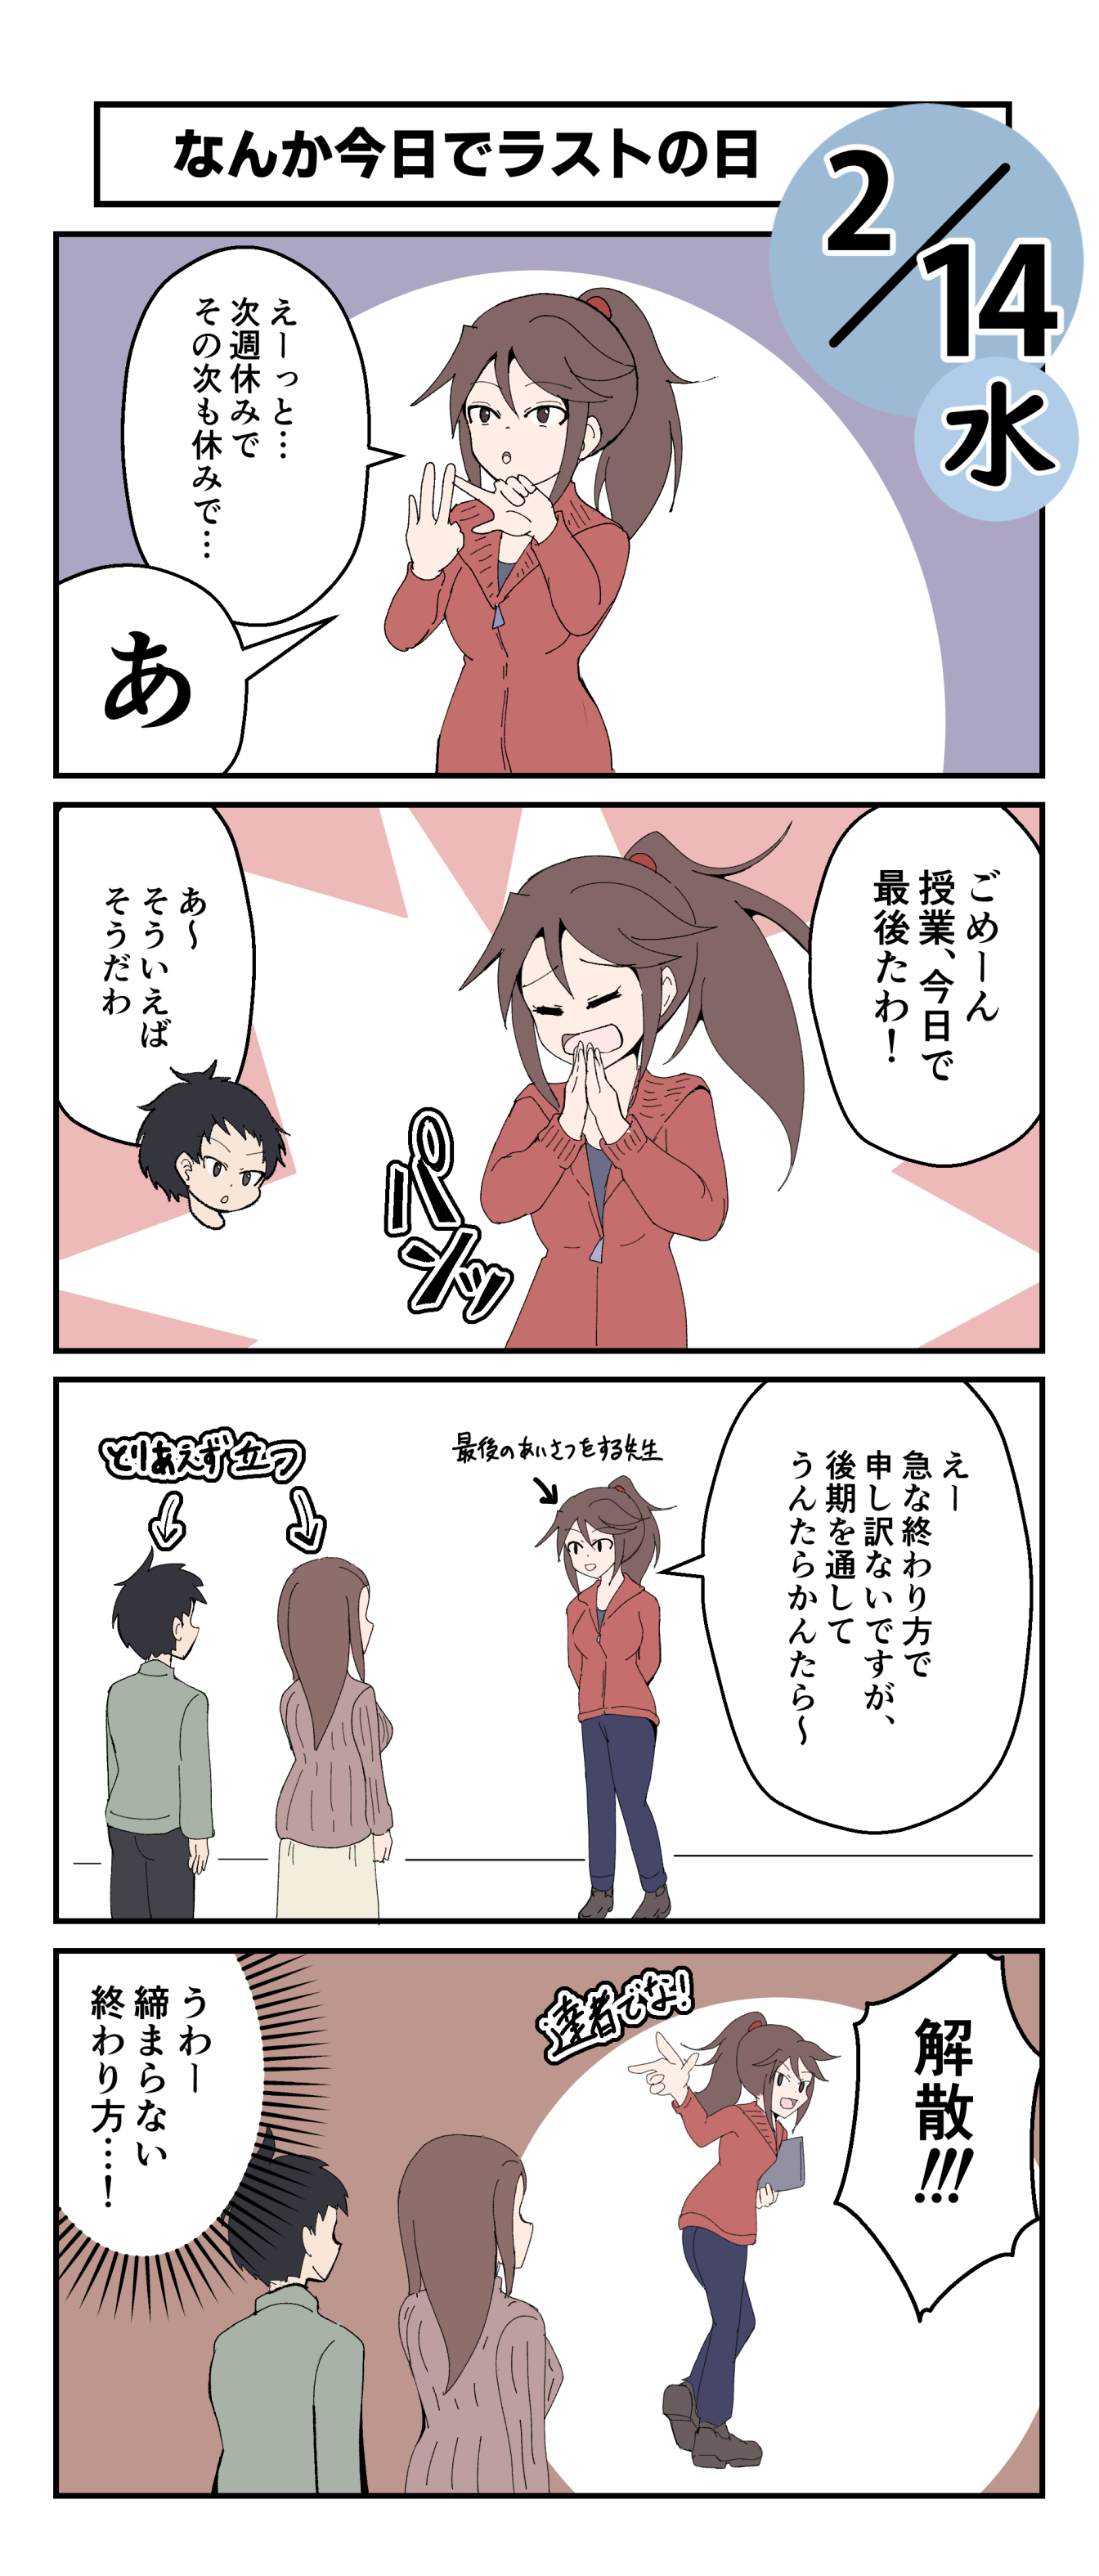 なんか今日でラストの日
2/14
水
えーっと…
次週休みで
その次も休みで…
あ
ごめーん
授業、今日で
最後だわ！
パンッ
あ～
そういえば
そうだわ
えー
急な終わり方で
申し訳ないですが、
後期を通して
うんたらかんたら～
最後のあいさつをする先生
とりあえず立つ
解散!!!
達者でな!
うわー
締まらない
終わり方…！